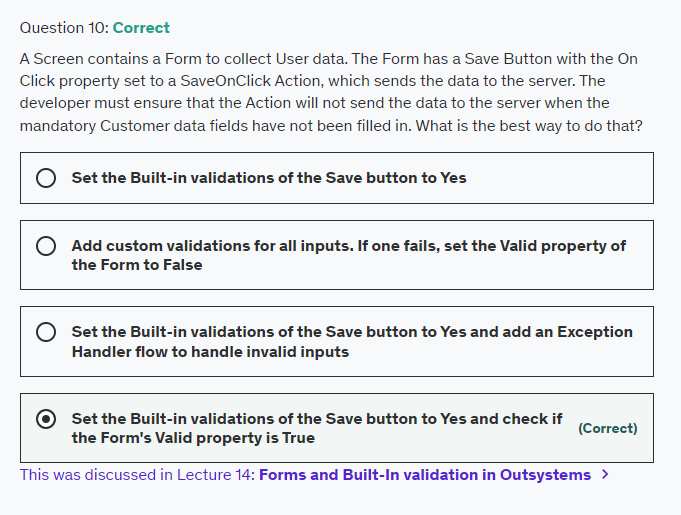 Question 10: Correct
A Screen contains a Form to collect User data. The Form has a Save Button with the On
Click property set to a SaveOnClick Action, which sends the data to the server. The
developer must ensure that the Action will not send the data to the server when the
mandatory Customer data fields have not been filled in. What is the best way to do that?
Set the Built-in validations of the Save button to Yes
Add custom validations for all inputs. If one fails, set the Valid property of
the Form to False
Set the Built-in validations of the Save button to Yes and add an Exception
Handler flow to handle invalid inputs
Set the Built-in validations of the Save button to Yes and check if
the Form's Valid property is True
(Correct)
This was discussed in Lecture 14: Forms and Built-In validation in Outsystems >